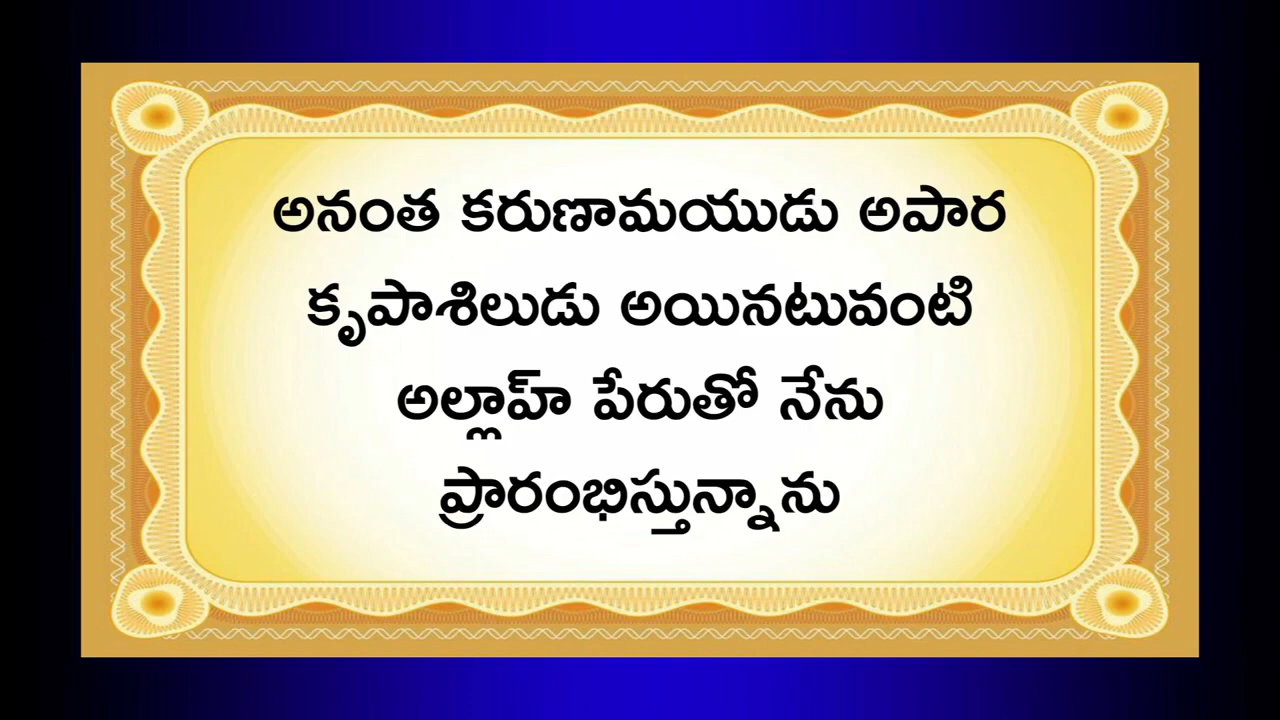 అనంత కరుణామయుడు అపార
కృపాశిలుడు అయినటువంటి
అల్లాహ్ పేరుతో నేను
ప్రారంభిస్తున్నాను